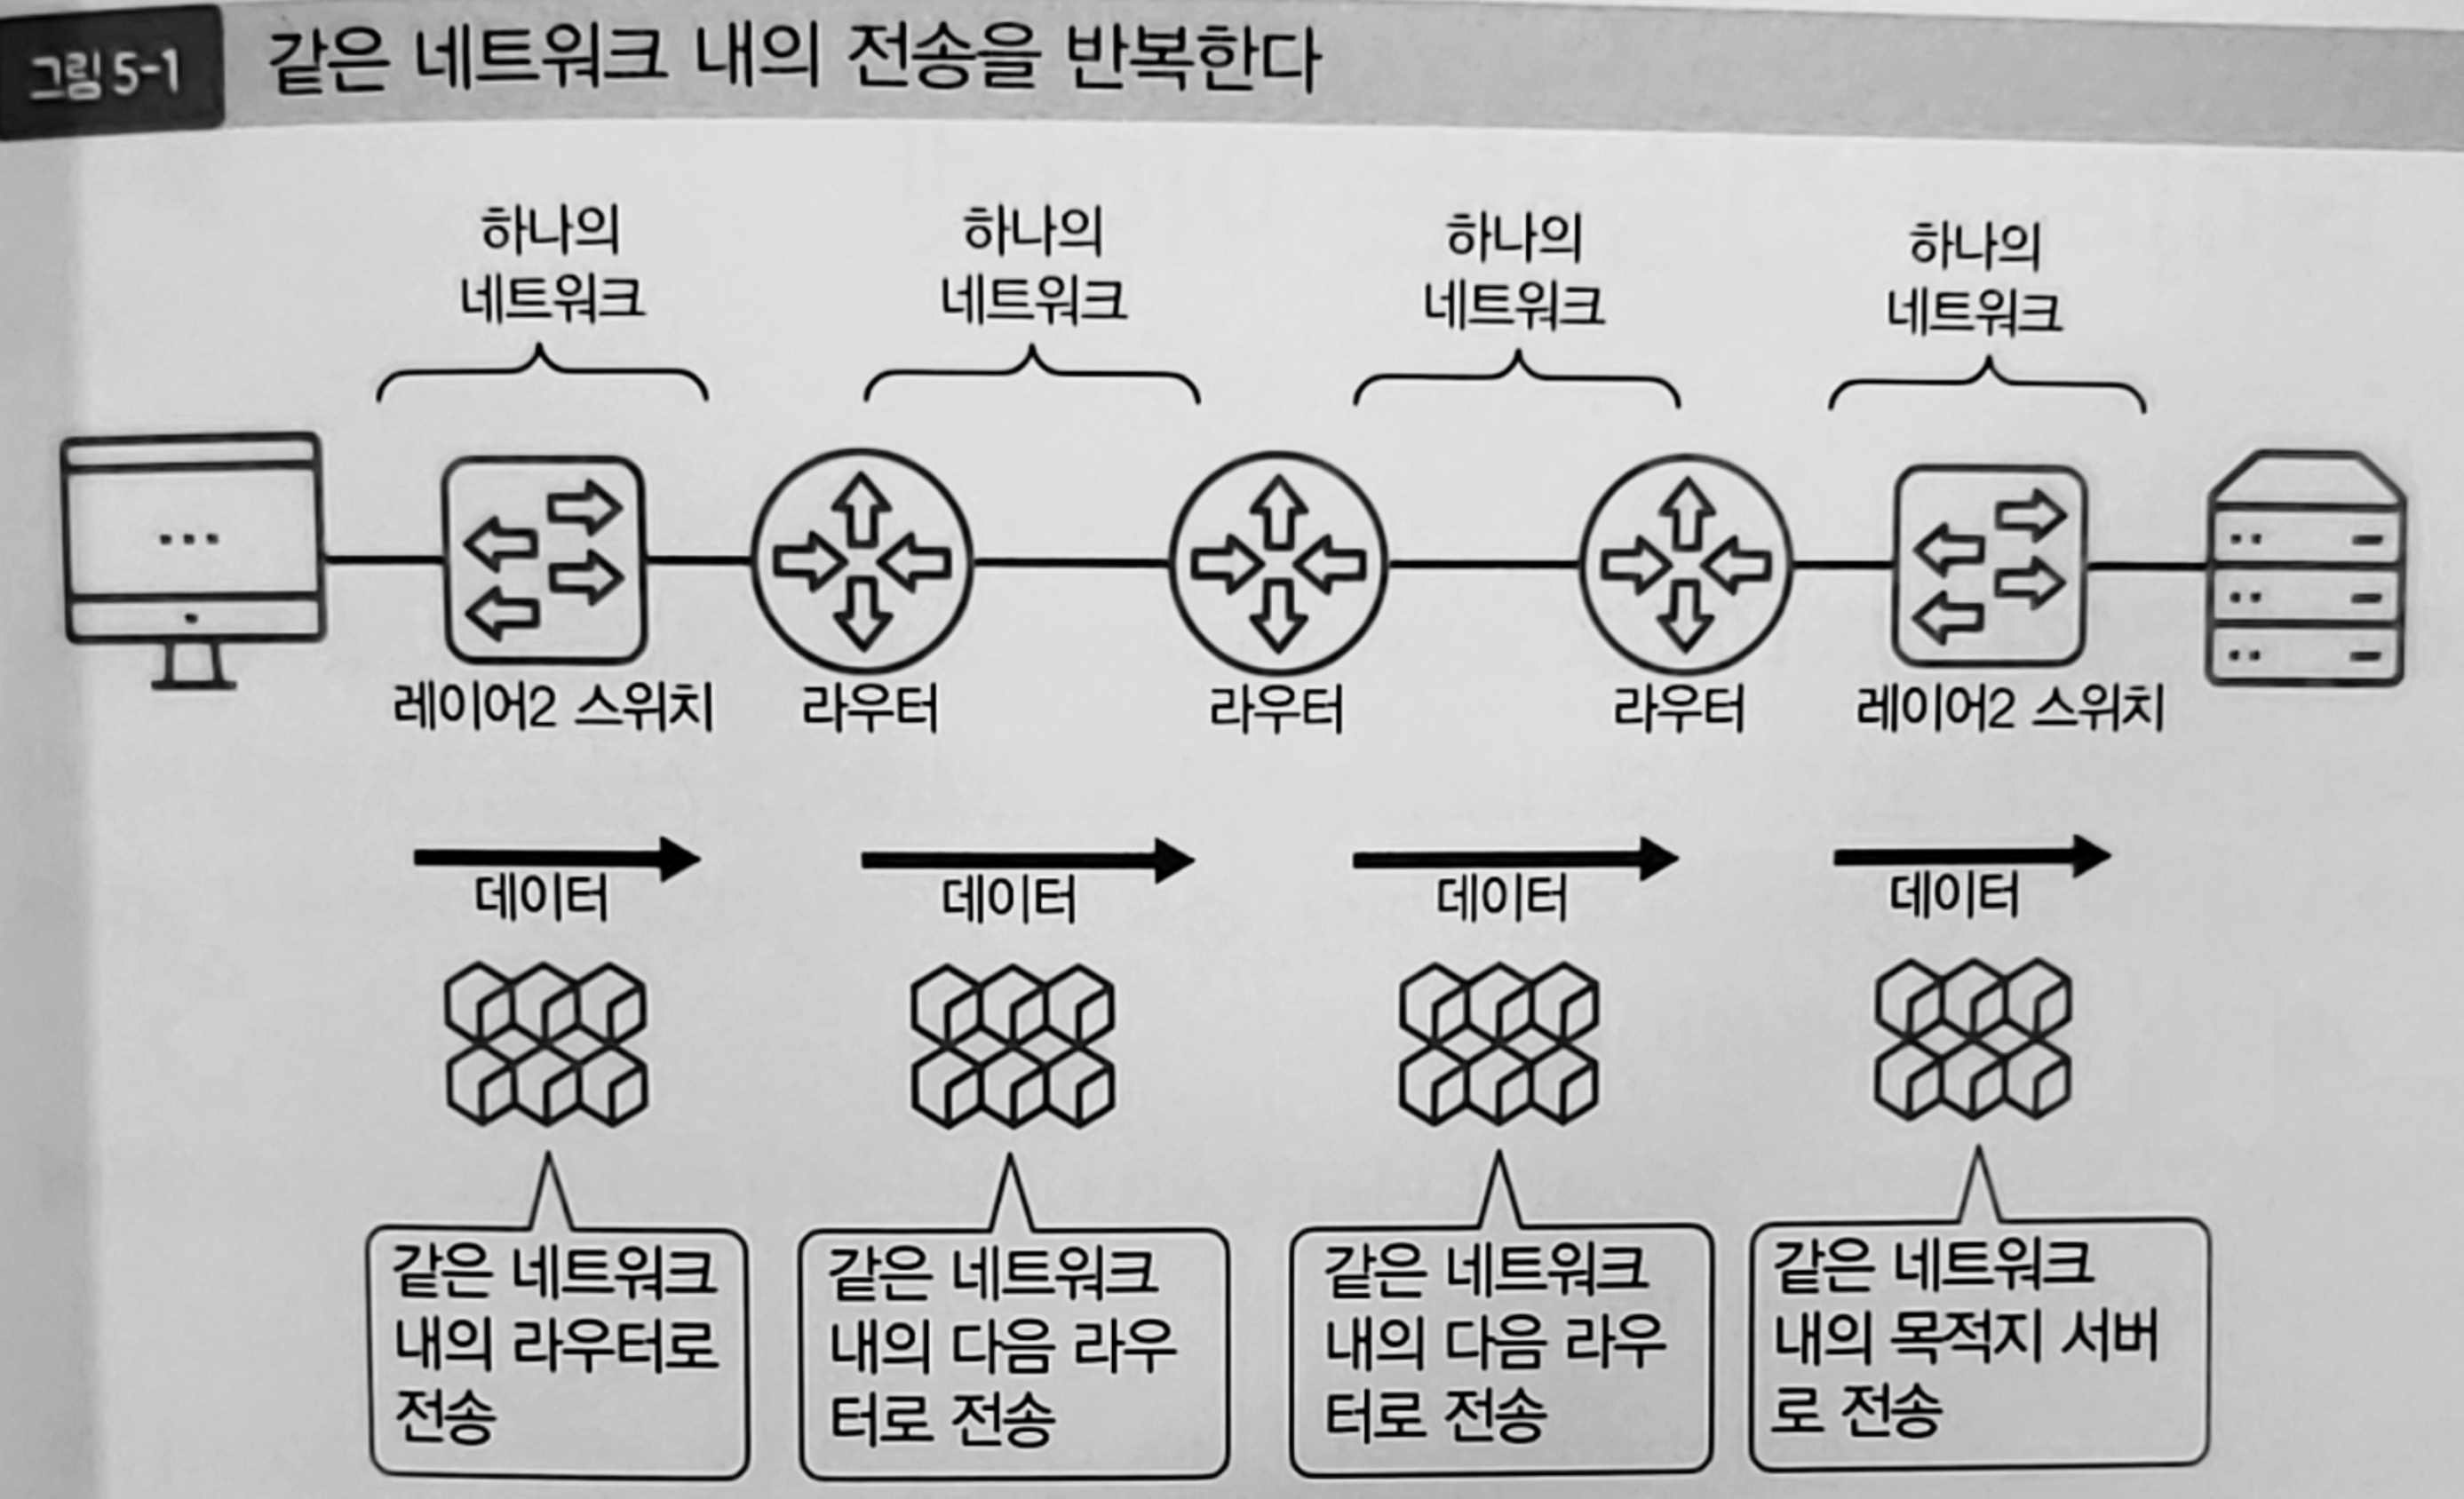 그림 5-1
같은 네트워크 내의 전송을 반복한다
하나의
네트워크
하나의
네트워크
하나의
네트워크
하나의
네트워크
레이어2 스위치
라우터
라우터
라우터
레이어2 스위치
데이터
데이터
데이터
데이터
같은 네트워크
내의 라우터로
전송
같은 네트워크
내의 다음 라우
터로 전송
같은 네트워크
내의 다음 라우
터로 전송
같은 네트워크
내의 목적지 서버
로 전송